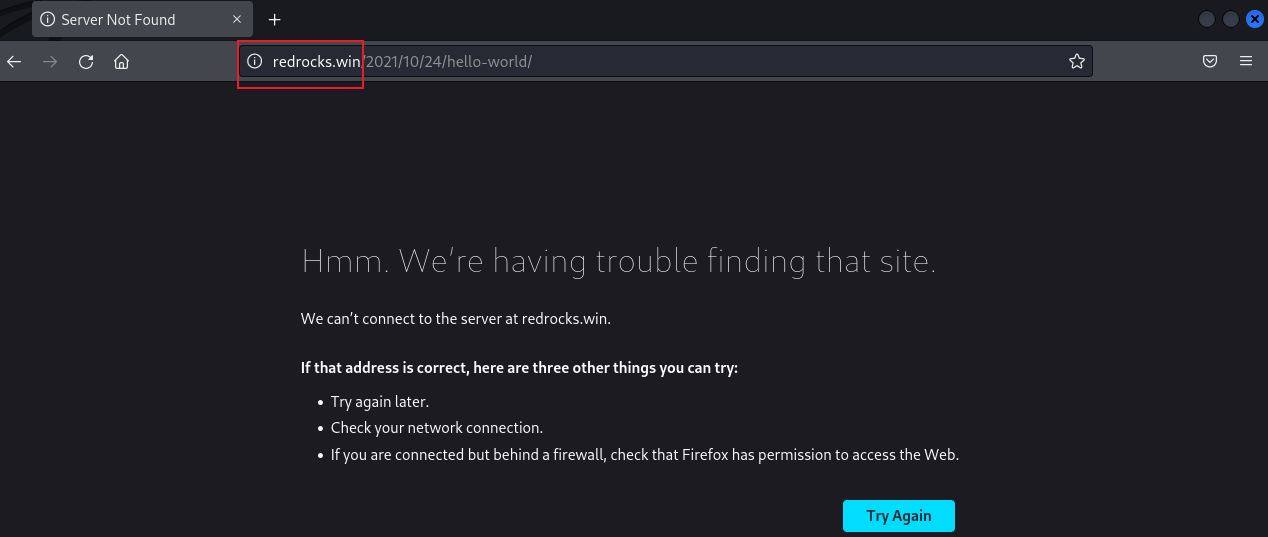 Server Not Found
redrocks.win/2021/10/24/hello-world/
Hmm. We’re having trouble finding that site.
We can’t connect to the server at redrocks.win.
If that address is correct, here are three other things you can try:
• Try again later.
• Check your network connection.
• If you are connected but behind a firewall, check that Firefox has permission to access the Web.
Try Again